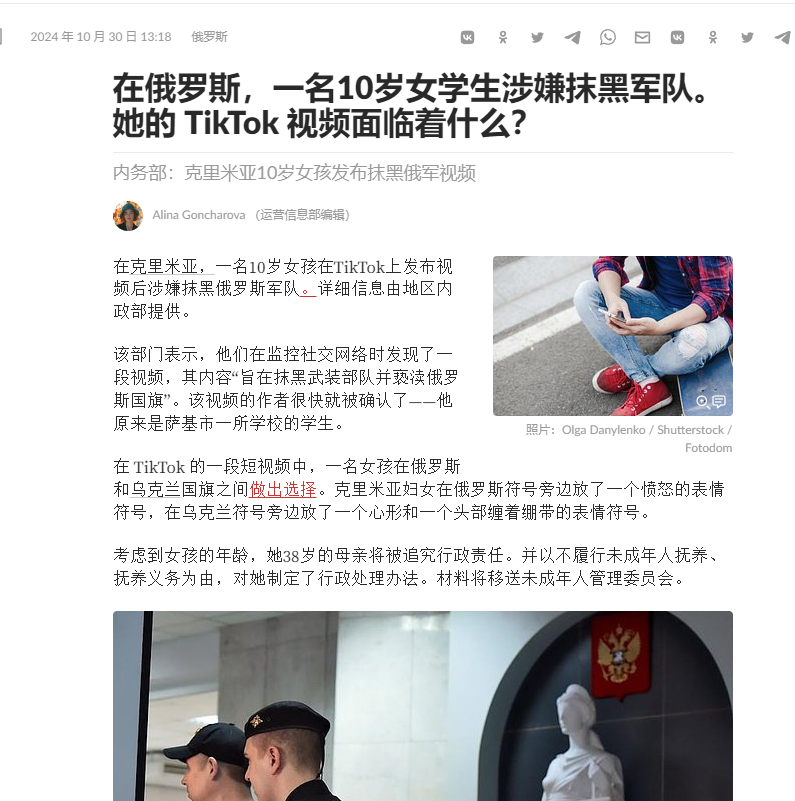 2024 年 10 月 30 日 13:18 俄罗斯
在俄罗斯，一名10岁女学生涉嫌抹黑军队。
她的 TikTok 视频面临着什么？
内务部：克里米亚10岁女孩发布抹黑俄军视频
Alina Goncharova （运营信息部编辑）
在克里米亚，一名10岁女孩在TikTok上发布视
频后涉嫌抹黑俄罗斯军队。详细信息由地区内
政部提供。
照片：Olga Danylenko / Shutterstock /
Fotodom
该部门表示，他们在监控社交网络时发现了一
段视频，其内容“旨在抹黑武装部队并亵渎俄罗
斯国旗”。该视频的作者很快就被确认了——他
原来是萨基市一所学校的学生。
在 TikTok 的一段短视频中，一名女孩在俄罗斯
和乌克兰国旗之间做出选择。克里米亚妇女在俄罗斯符号旁边放了一个愤怒的表情
符号，在乌克兰符号旁边放了一个心形和一个头部缠着绷带的表情符号。
考虑到女孩的年龄，她38岁的母亲将被追究行政责任。并以不履行未成年人抚养、
抚养义务为由，对她制定了行政处理办法。材料将移送未成年人管理委员会。